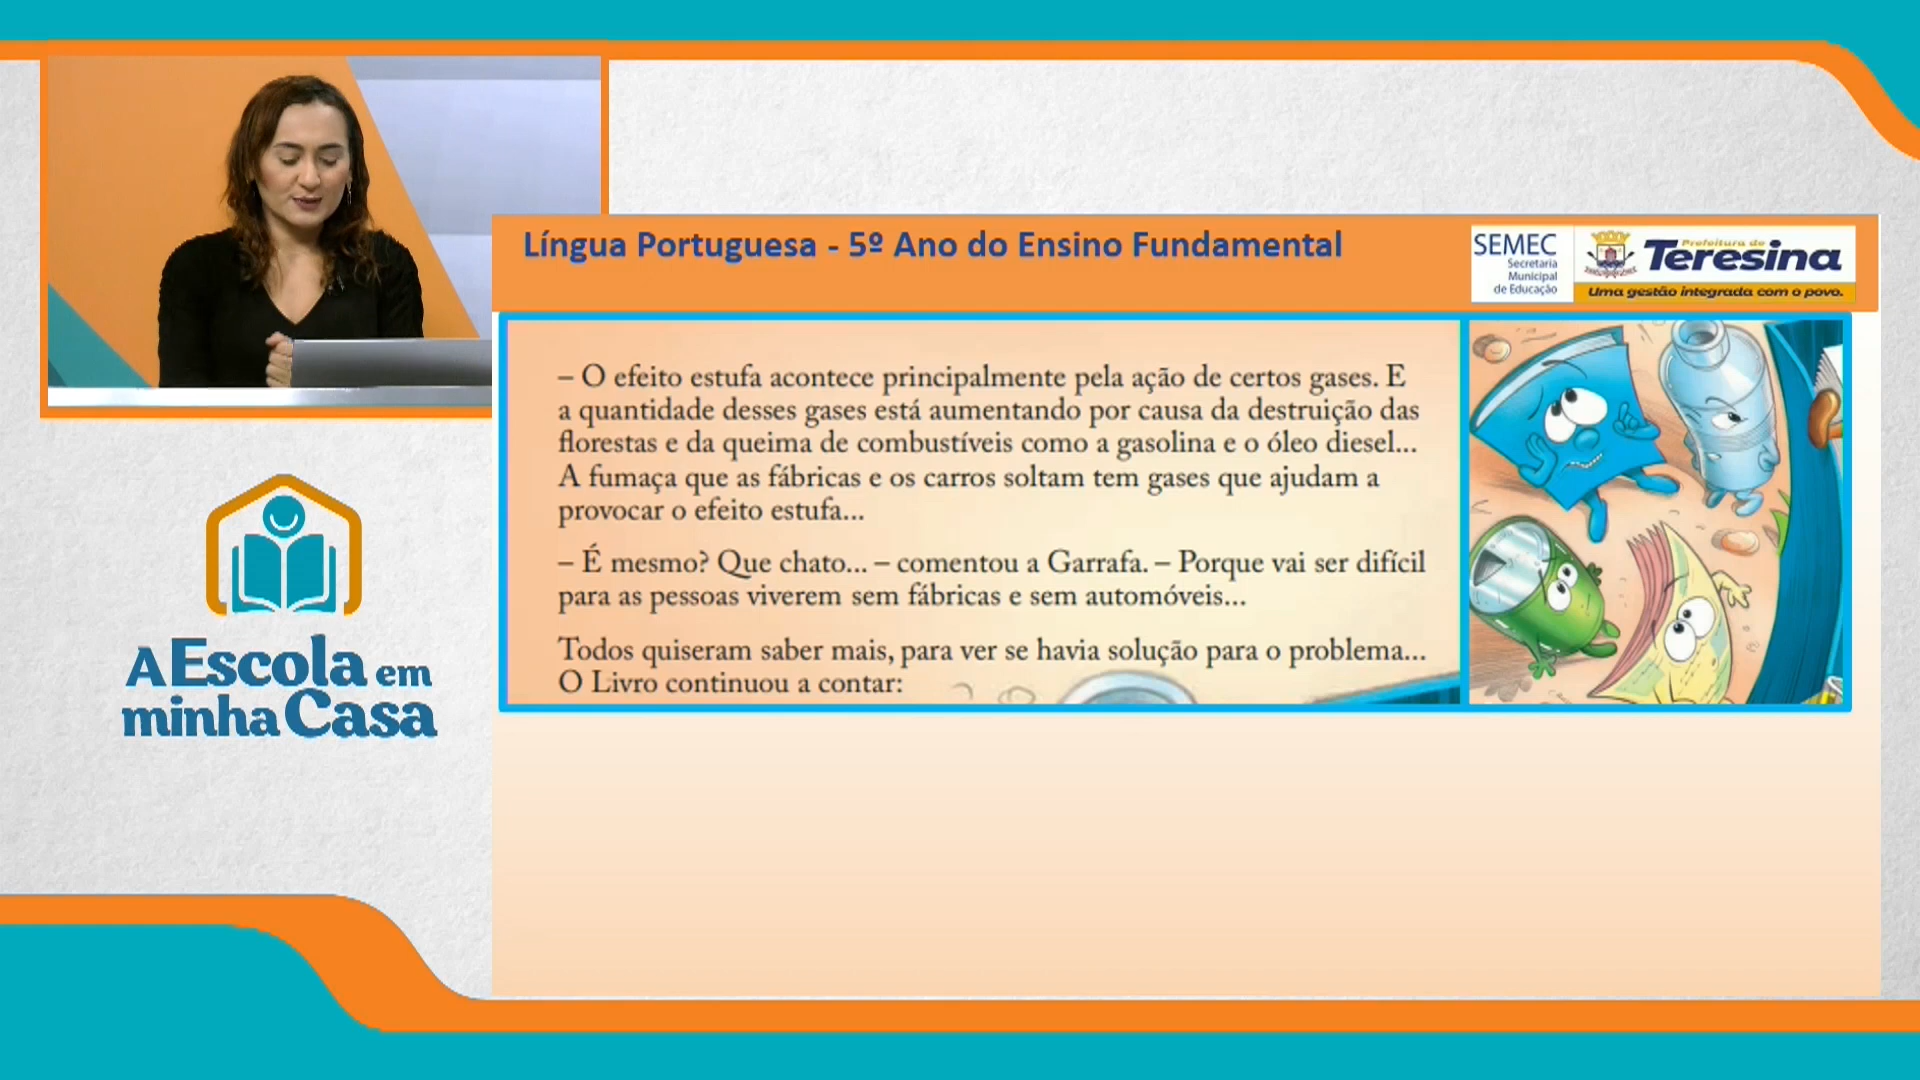 Língua Portuguesa - 5º Ano do Ensino Fundamental
SEMEC
Secretaria
Municipal
de Educação
Prefeitura de
Teresina
Uma gestão integrada com o povo.
– O efeito estufa acontece principalmente pela ação de certos gases. E
a quantidade desses gases está aumentando por causa da destruição das
florestas e da queima de combustíveis como a gasolina e o óleo diesel...
A fumaça que as fábricas e os carros soltam tem gases que ajudam a
provocar o efeito estufa...
– É mesmo? Que chato... – comentou a Garrafa. – Porque vai ser difícil
para as pessoas viverem sem fábricas e sem automóveis...
Todos quiseram saber mais, para ver se havia solução para o problema...
O Livro continuou a contar:
A Escola em
minha Casa